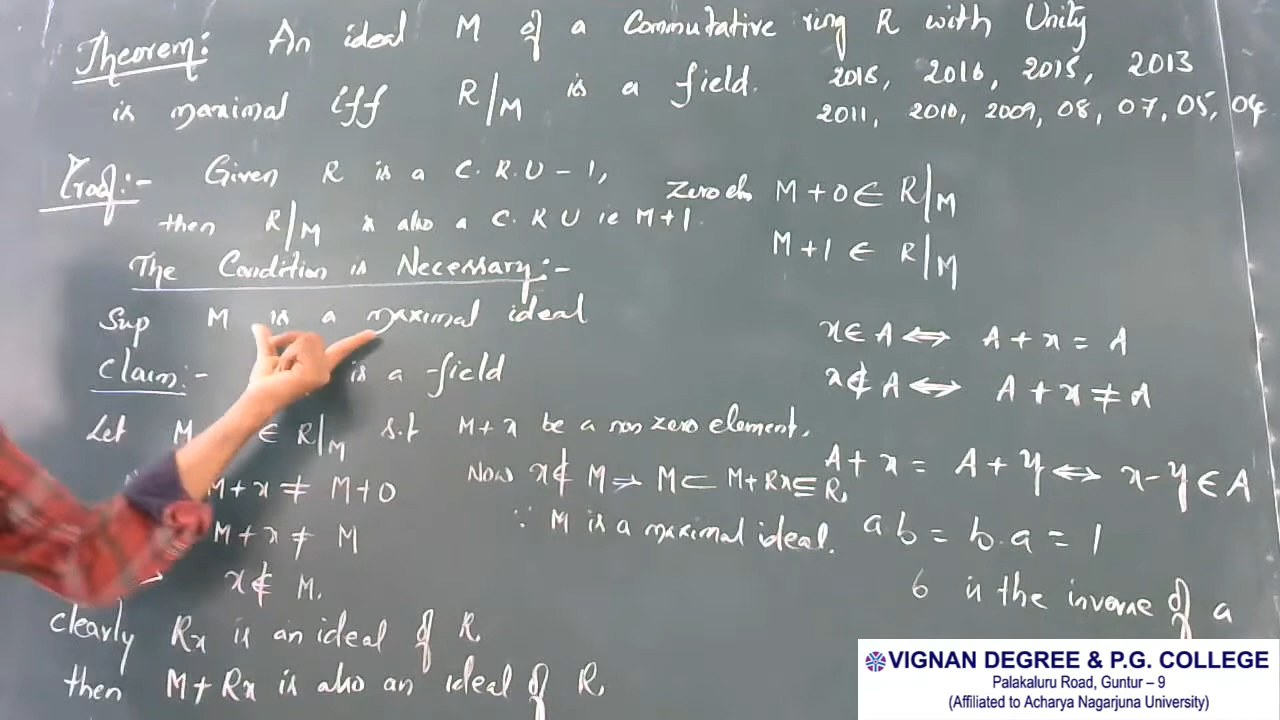 Theorem: An ideal M of a Commutative ring R with Unity
is maximal iff R/M is a field.
2018, 2016, 2015, 2013
2011, 2010, 2009, 08, 07, 05, 04
Proof:- Given R is a C.R.U - 1,
then R/M is also a C.R.U ie M+1.
The Condition is Necessary:-
Sup M is a maximal ideal
Claim:- is a field
Let M ∈ R/M s.t M+x be a non zero element.
M+x ≠ M+0
M+x ≠ M
x ∉ M.
clearly Rx is an ideal of R.
then M+Rx is also an ideal of R.
Now x ∉ M ⇒ M ⊂ M+Rx ⊆ R.
∵ M is a maximal ideal.
Zero M+0 ∈ R/M
M+1 ∈ R/M
x ∈ A ⇔ A+x = A
x ∉ A ⇔ A+x ≠ A
A+x = A+y ⇔ x-y ∈ A
ab = b.a = 1
b is the inverse of a
VIGNAN DEGREE & P.G. COLLEGE
Palakaluru Road, Guntur – 9
(Affiliated to Acharya Nagarjuna University)